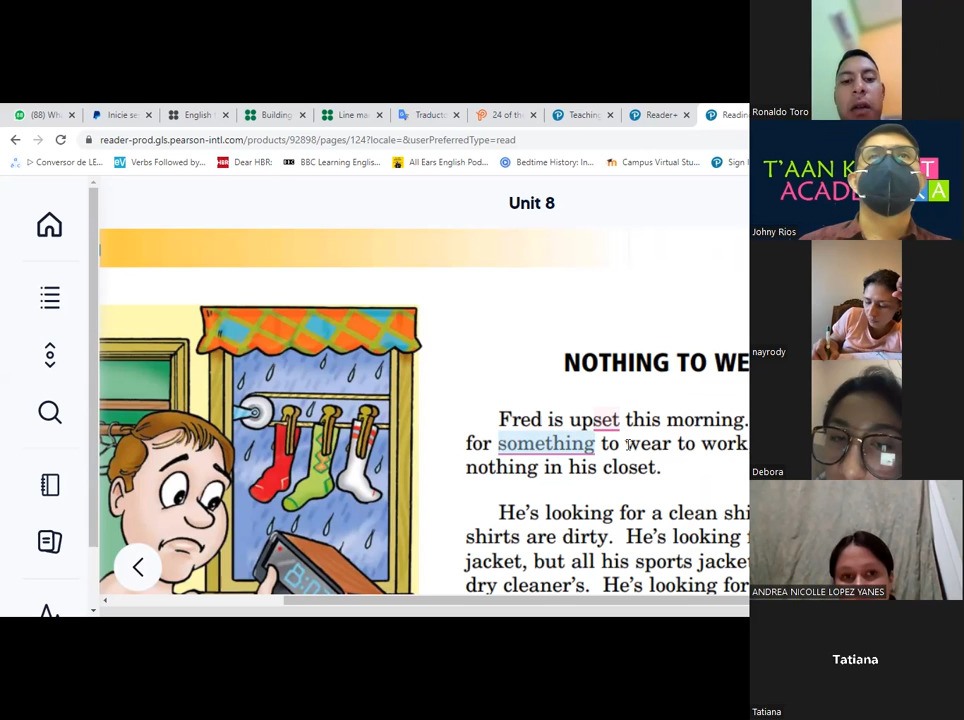 (88) Wh
Inicie se
English
Building
Line ma
Traducto
24 of the
Teaching
Reader+
Readin
reader-prod.gls.pearson-intl.com/products/92898/pages/124?locale=&userPreferredType=read
Conversor de LE...
Verbs Followed by...
Dear HBR:
BBC Learning Englis...
All Ears English Pod...
Bedtime History: In...
Campus Virtual Stu...
Sign I
Unit 8
NOTHING TO WE
Fred is upset this morning.
for something to wear to work
nothing in his closet.
He's looking for a clean shi
shirts are dirty. He's looking
jacket, but all his sports jacke
dry cleaner's. He's looking for
Ronaldo Toro
T'AAN K T
ACADE A
Johny Rios
nayrody
Debora
ANDREA NICOLLE LOPEZ YANES
Tatiana
Tatiana